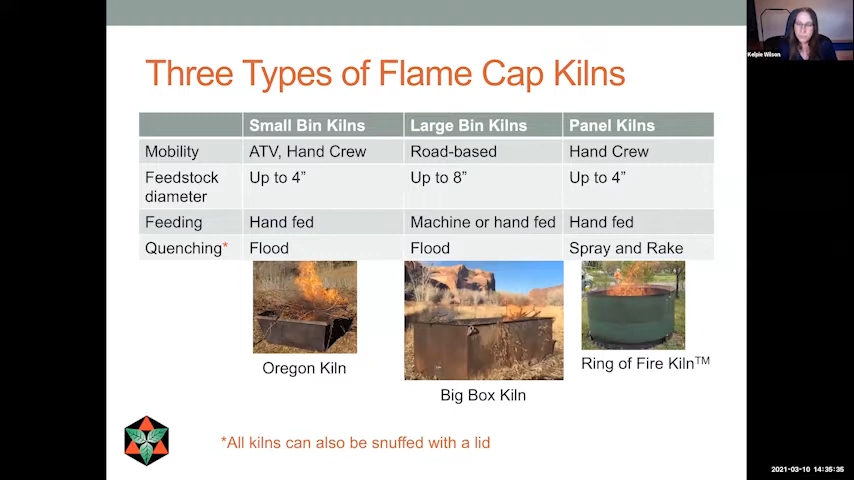 Kelpie Wilson
Three Types of Flame Cap Kilns
Small Bin Kilns Large Bin Kilns Panel Kilns
Mobility ATV, Hand Crew Road-based Hand Crew
Feedstock diameter Up to 4” Up to 8” Up to 4”
Feeding Hand fed Machine or hand fed Hand fed
Quenching* Flood Flood Spray and Rake
Oregon Kiln
Big Box Kiln
Ring of Fire Kiln™
*All kilns can also be snuffed with a lid
2021-03-10 14:35:35